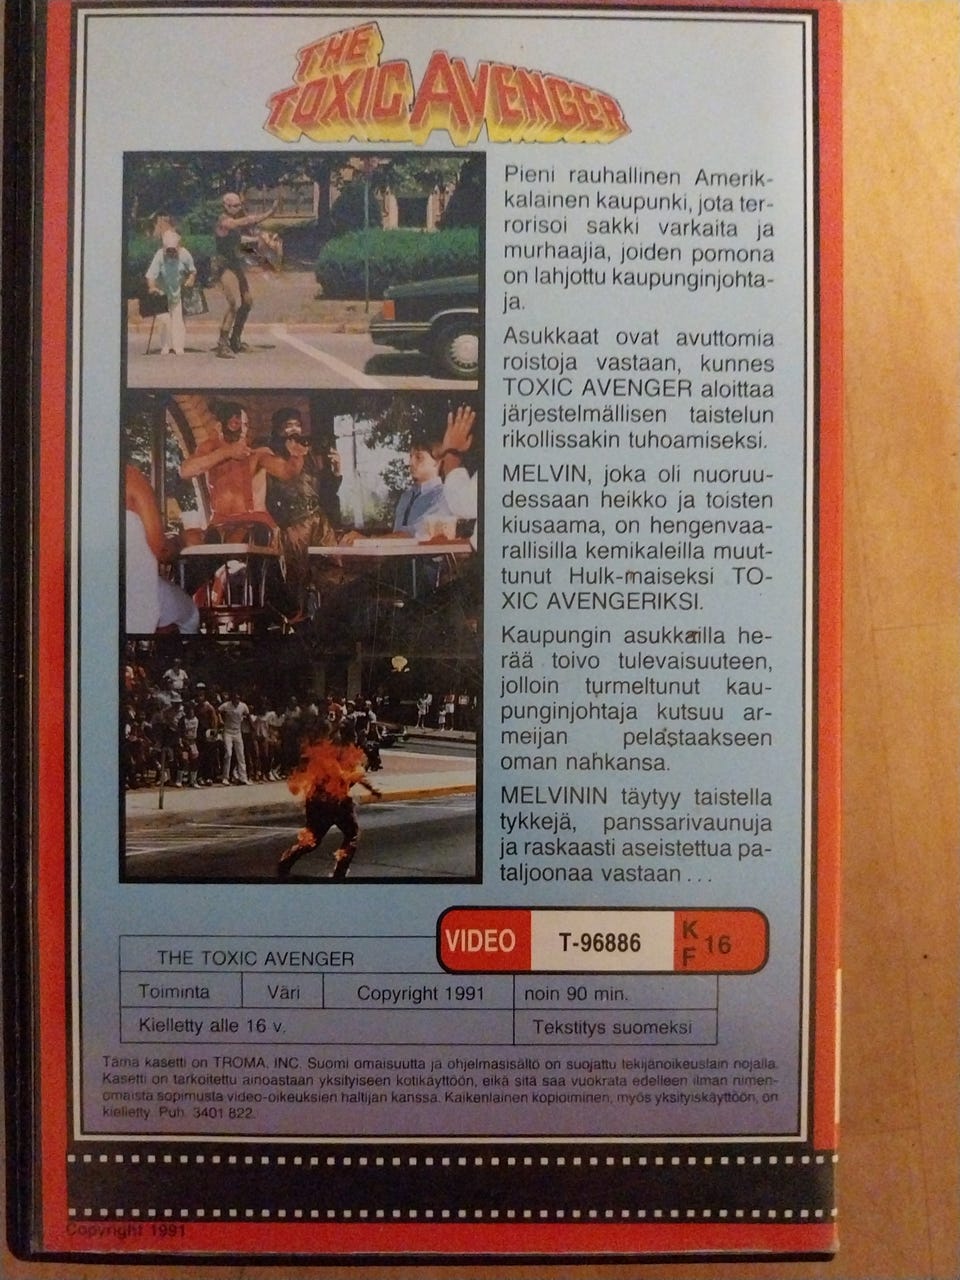 THE
TOXIC AVENGER
Pieni rauhallinen Amerik-
kalainen kaupunki, jota ter-
rorisoi sakki varkaita ja
murhaajia, joiden pomona
on lahjottu kaupunginjohta-
ja.
Asukkaat ovat avuttomia
roistoja vastaan, kunnes
TOXIC AVENGER aloittaa
järjestelmällisen taistelun
rikollissakin tuhoamiseksi.
MELVIN, joka oli nuoruu-
dessaan heikko ja toisten
kiusaama, on hengenvaa-
rallisilla kemikaleilla muut-
tunut Hulk-maiseksi TO-
XIC AVENGERIKSI.
Kaupungin asukkailla he-
rää toivo tulevaisuuteen,
jolloin turmeltunut kau-
punginjohtaja kutsuu ar-
meijan pelastaakseen
oman nahkansa.
MELVININ täytyy taistella
tykkejä, panssarivaunuja
ja raskaasti aseistettua pa-
taljoonaa vastaan ...
VIDEO T-96886 K F 16
THE TOXIC AVENGER
Toiminta Väri Copyright 1991 noin 90 min.
Kielletty alle 16 v. Tekstitys suomeksi
Tämä kasetti on TROMA, INC. Suomi omaisuutta ja ohjelmasisältö on suojattu tekijänoikeuslain nojalla.
Kasetti on tarkoitettu ainoastaan yksityiseen kotikäyttöön, eikä sitä saa vuokrata edelleen ilman nimen-
omaista sopimusta video-oikeuksien haltijan kanssa. Kaikenlainen kopioiminen, myös yksityiskäyttöön, on
kielletty. Puh. 3401 822.
Copyright 1991